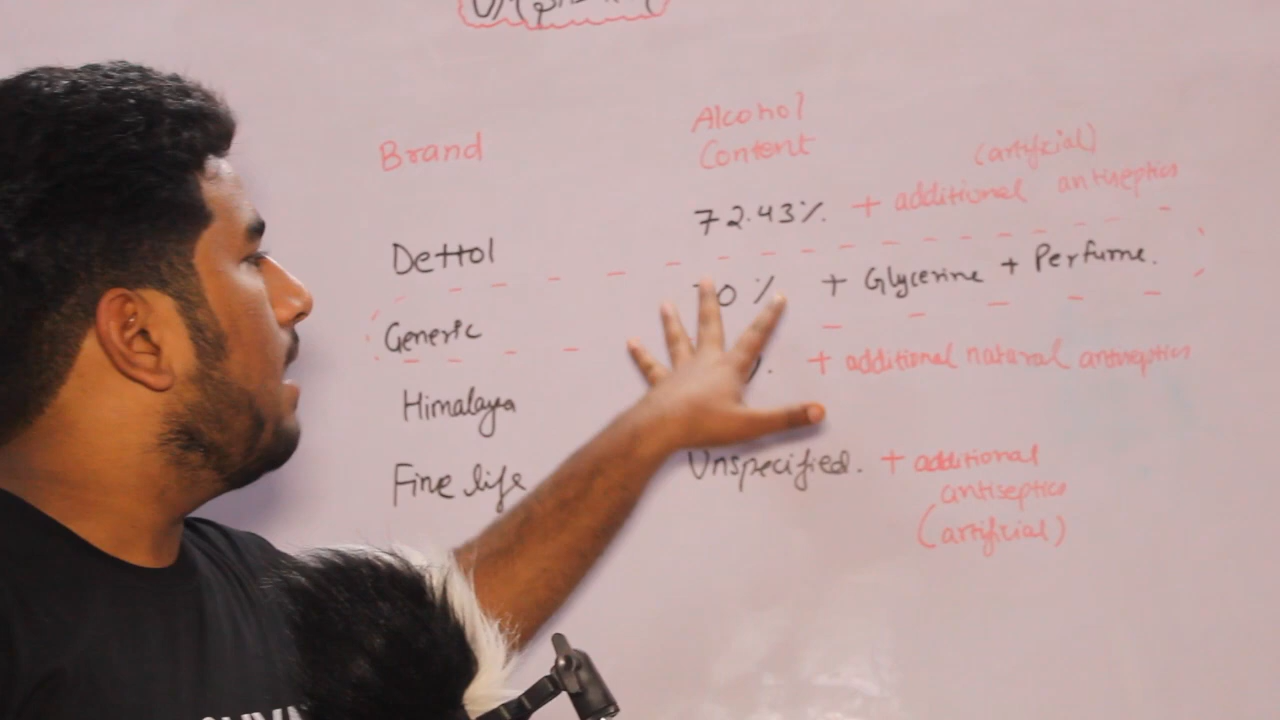 Brand
Alcohol
Content
(artificial)
Dettol 72.43% + additional antiseptics
Generic 0% + Glycerine + Perfume.
Himalaya + additional natural antiseptics
Fine life Unspecified. + additional
antiseptics
(artificial)